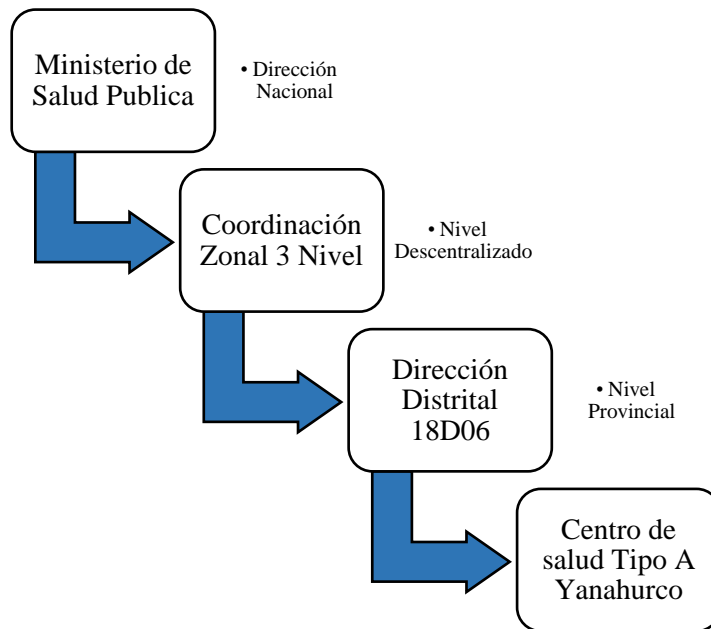 Ministerio de
Salud Publica
• Dirección
Nacional
Coordinación
Zonal 3 Nivel
• Nivel
Descentralizado
Dirección
Distrital
18D06
• Nivel
Provincial
Centro de
salud Tipo A
Yanahurco